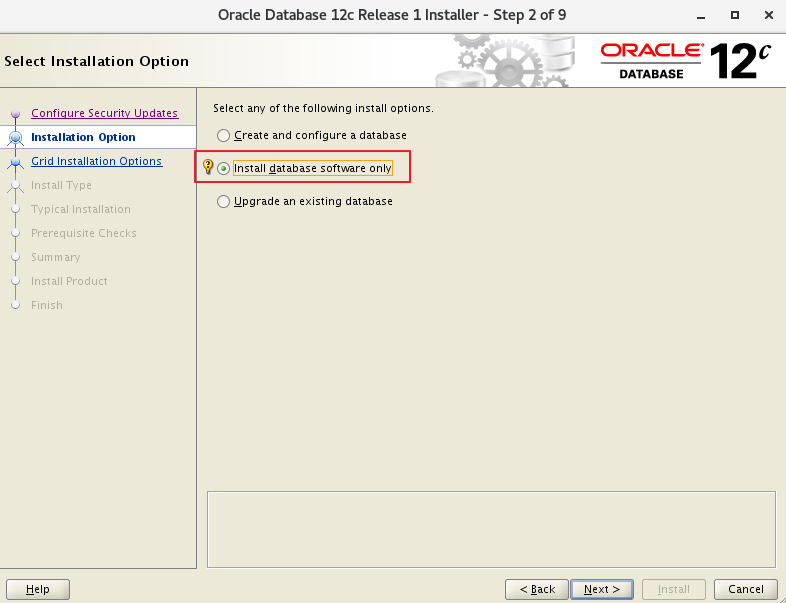 Oracle Database 12c Release 1 Installer - Step 2 of 9
Select Installation Option
ORACLE
DATABASE
12c
Configure Security Updates
Installation Option
Grid Installation Options
Install Type
Typical Installation
Prerequisite Checks
Summary
Install Product
Finish
Select any of the following install options.
Create and configure a database
Install database software only
Upgrade an existing database
Help
< Back
Next >
Install
Cancel